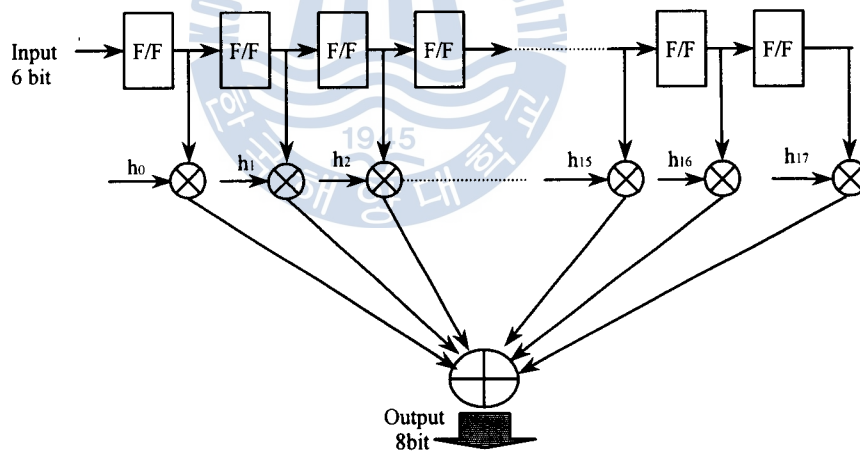 Input
6 bit
F/F
F/F
F/F
F/F
F/F
F/F
1945
h0
h1
h2
h15
h16
h17
Output
8bit